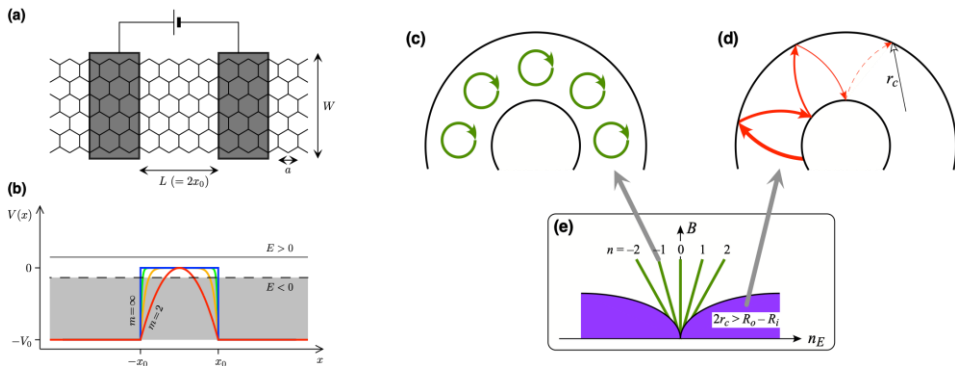 (a)
W
L (= 2x₀)
a
(b)
V(x)
E > 0
0
E < 0
m = ∞
m = 2
−V₀
−x₀
x₀
x
(c)
(d)
r_c
(e)
B
n = −2 −1 0 1 2
2r_c > R_o − R_i
n_E